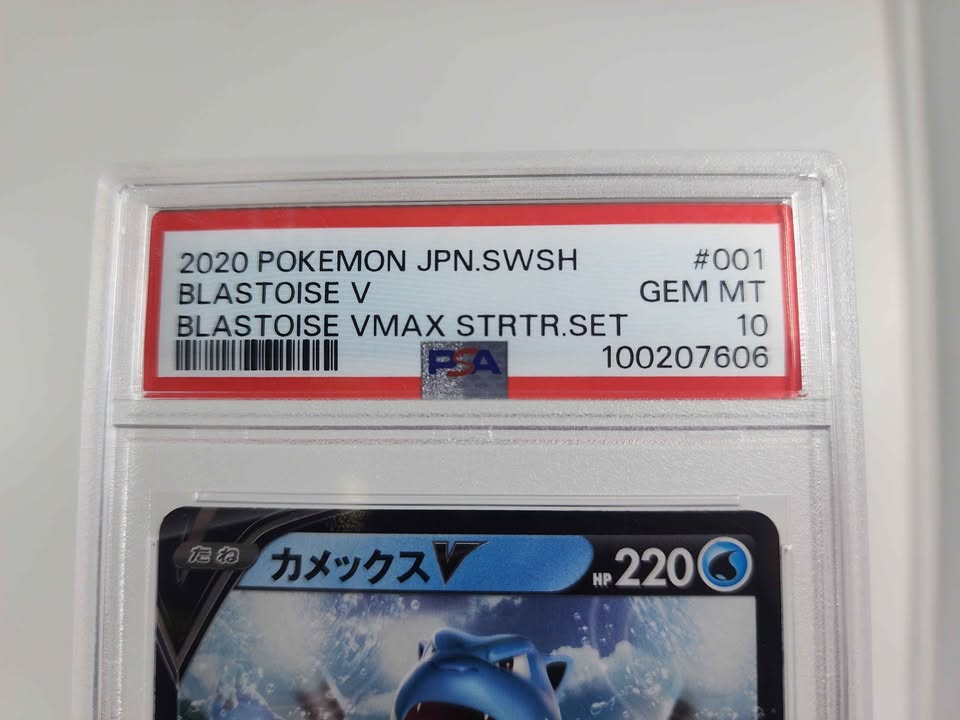 2020 POKEMON JPN.SWSH #001
BLASTOISE V GEM MT
BLASTOISE VMAX STRTR.SET 10
PSA 100207606
たね カメックスV HP 220